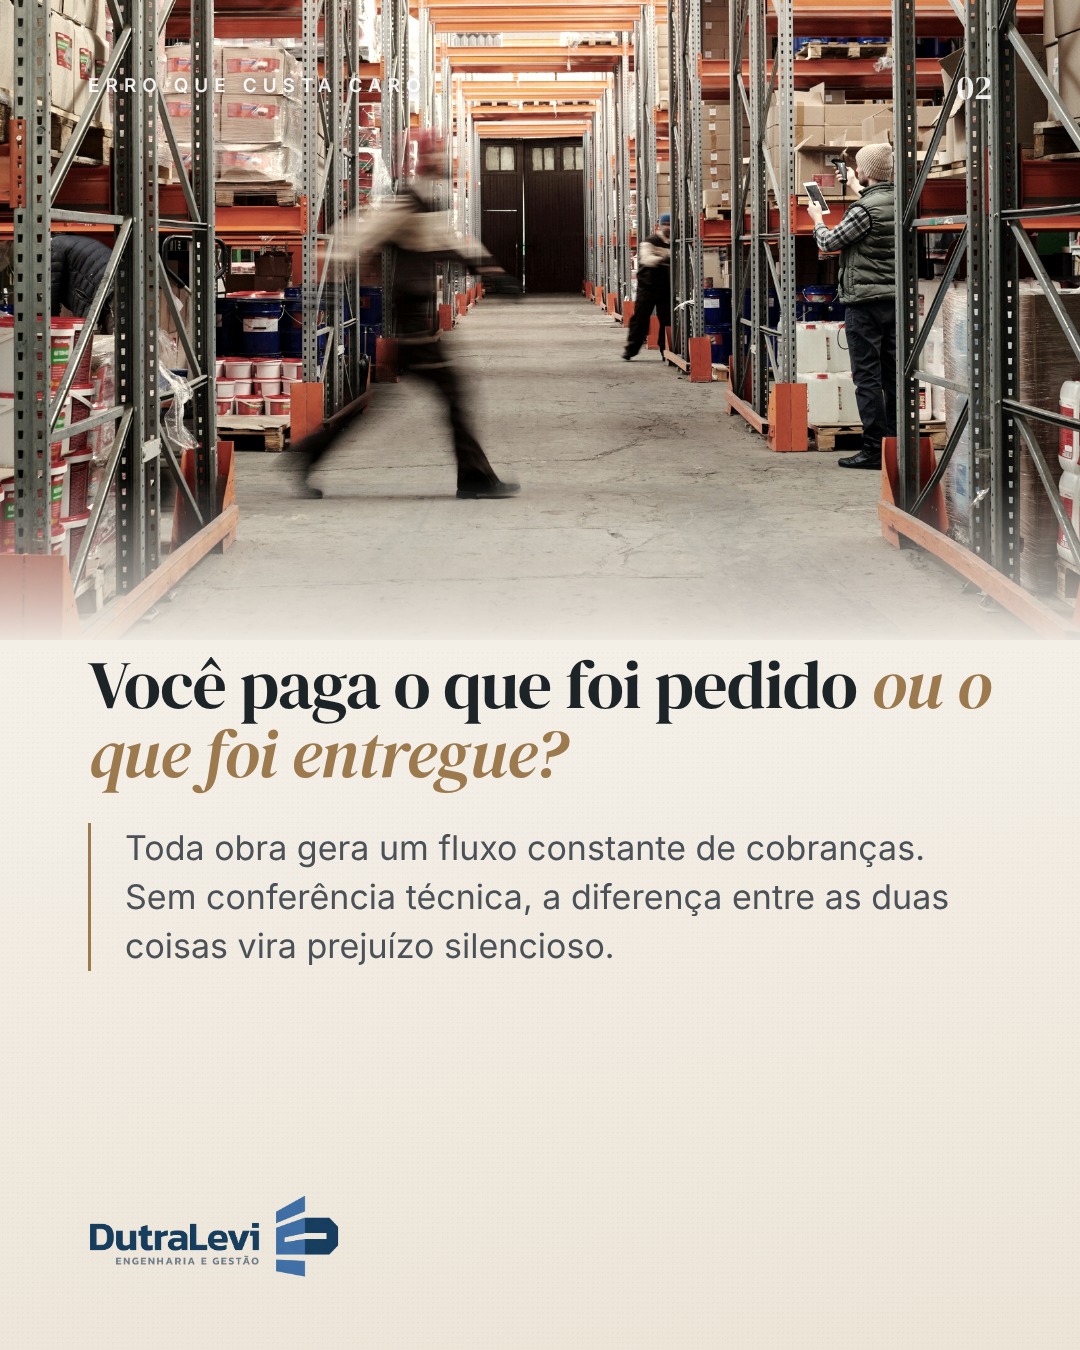 ERRO QUE CUSTA CARO
02
Você paga o que foi pedido ou o
que foi entregue?
Toda obra gera um fluxo constante de cobranças.
Sem conferência técnica, a diferença entre as duas
coisas vira prejuízo silencioso.
DutraLevi
ENGENHARIA E GESTÃO